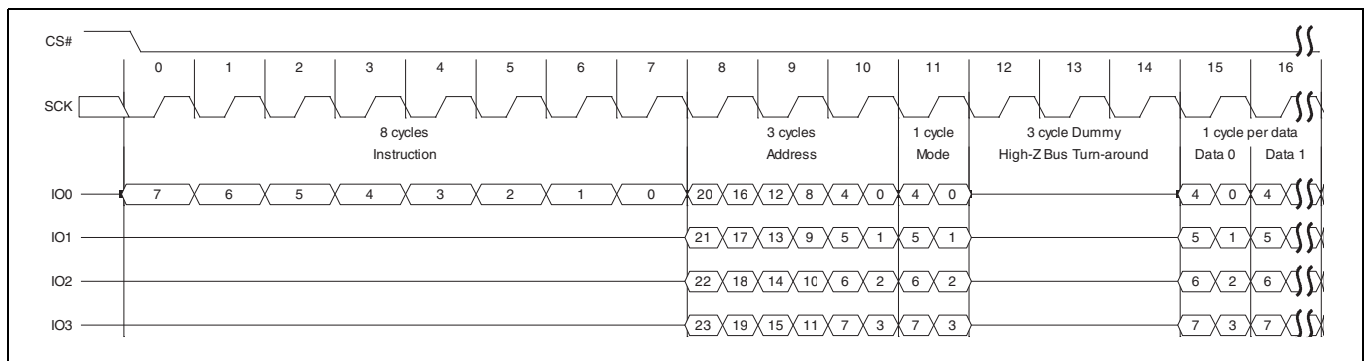 CS#
0 1 2 3 4 5 6 7 8 9 10 11 12 13 14 15 16
SCK
8 cycles 3 cycles 1 cycle 3 cycle Dummy 1 cycle per data
Instruction Address Mode High-Z Bus Turn-around Data 0 Data 1
IO0 7 6 5 4 3 2 1 0 20 16 12 8 4 0 4 0 4 0 4
IO1 21 17 13 9 5 1 5 1 5 1 5
IO2 22 18 14 10 6 2 6 2 6 2 6
IO3 23 19 15 11 7 3 7 3 7 3 7